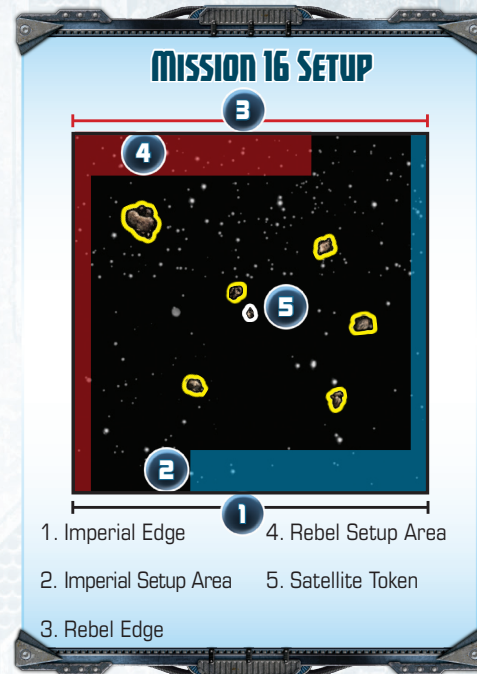 Mission 16 Setup
3
4
5
2
1
1. Imperial Edge
2. Imperial Setup Area
3. Rebel Edge
4. Rebel Setup Area
5. Satellite Token